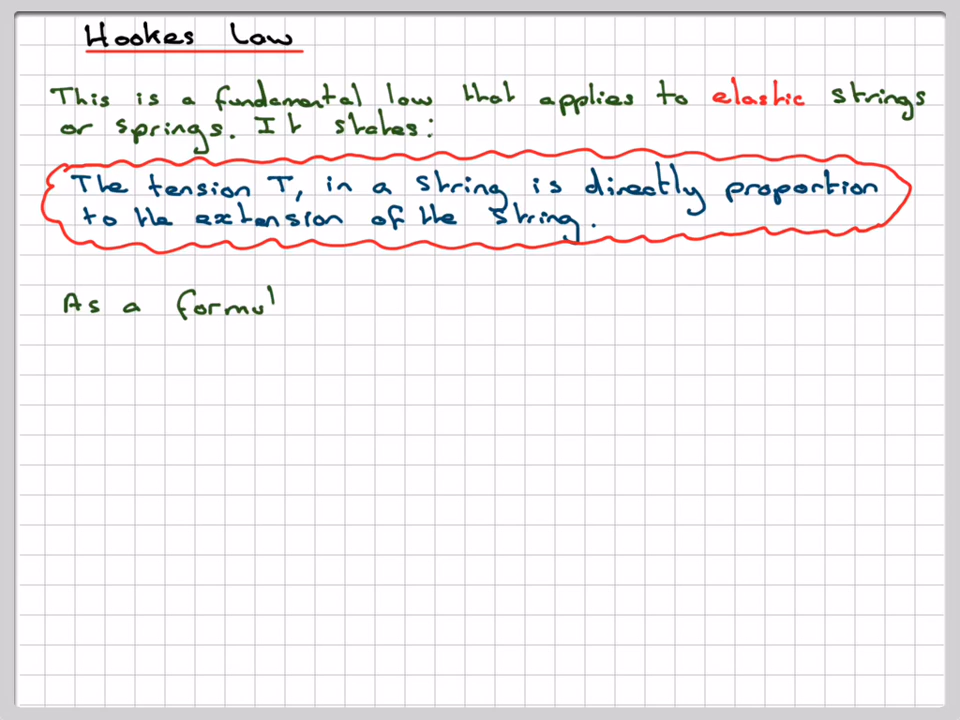 Hookes Law
This is a fundamental law that applies to elastic strings
or springs. It states:
The tension T, in a string is directly proportion
to the extension of the string.
As a formul